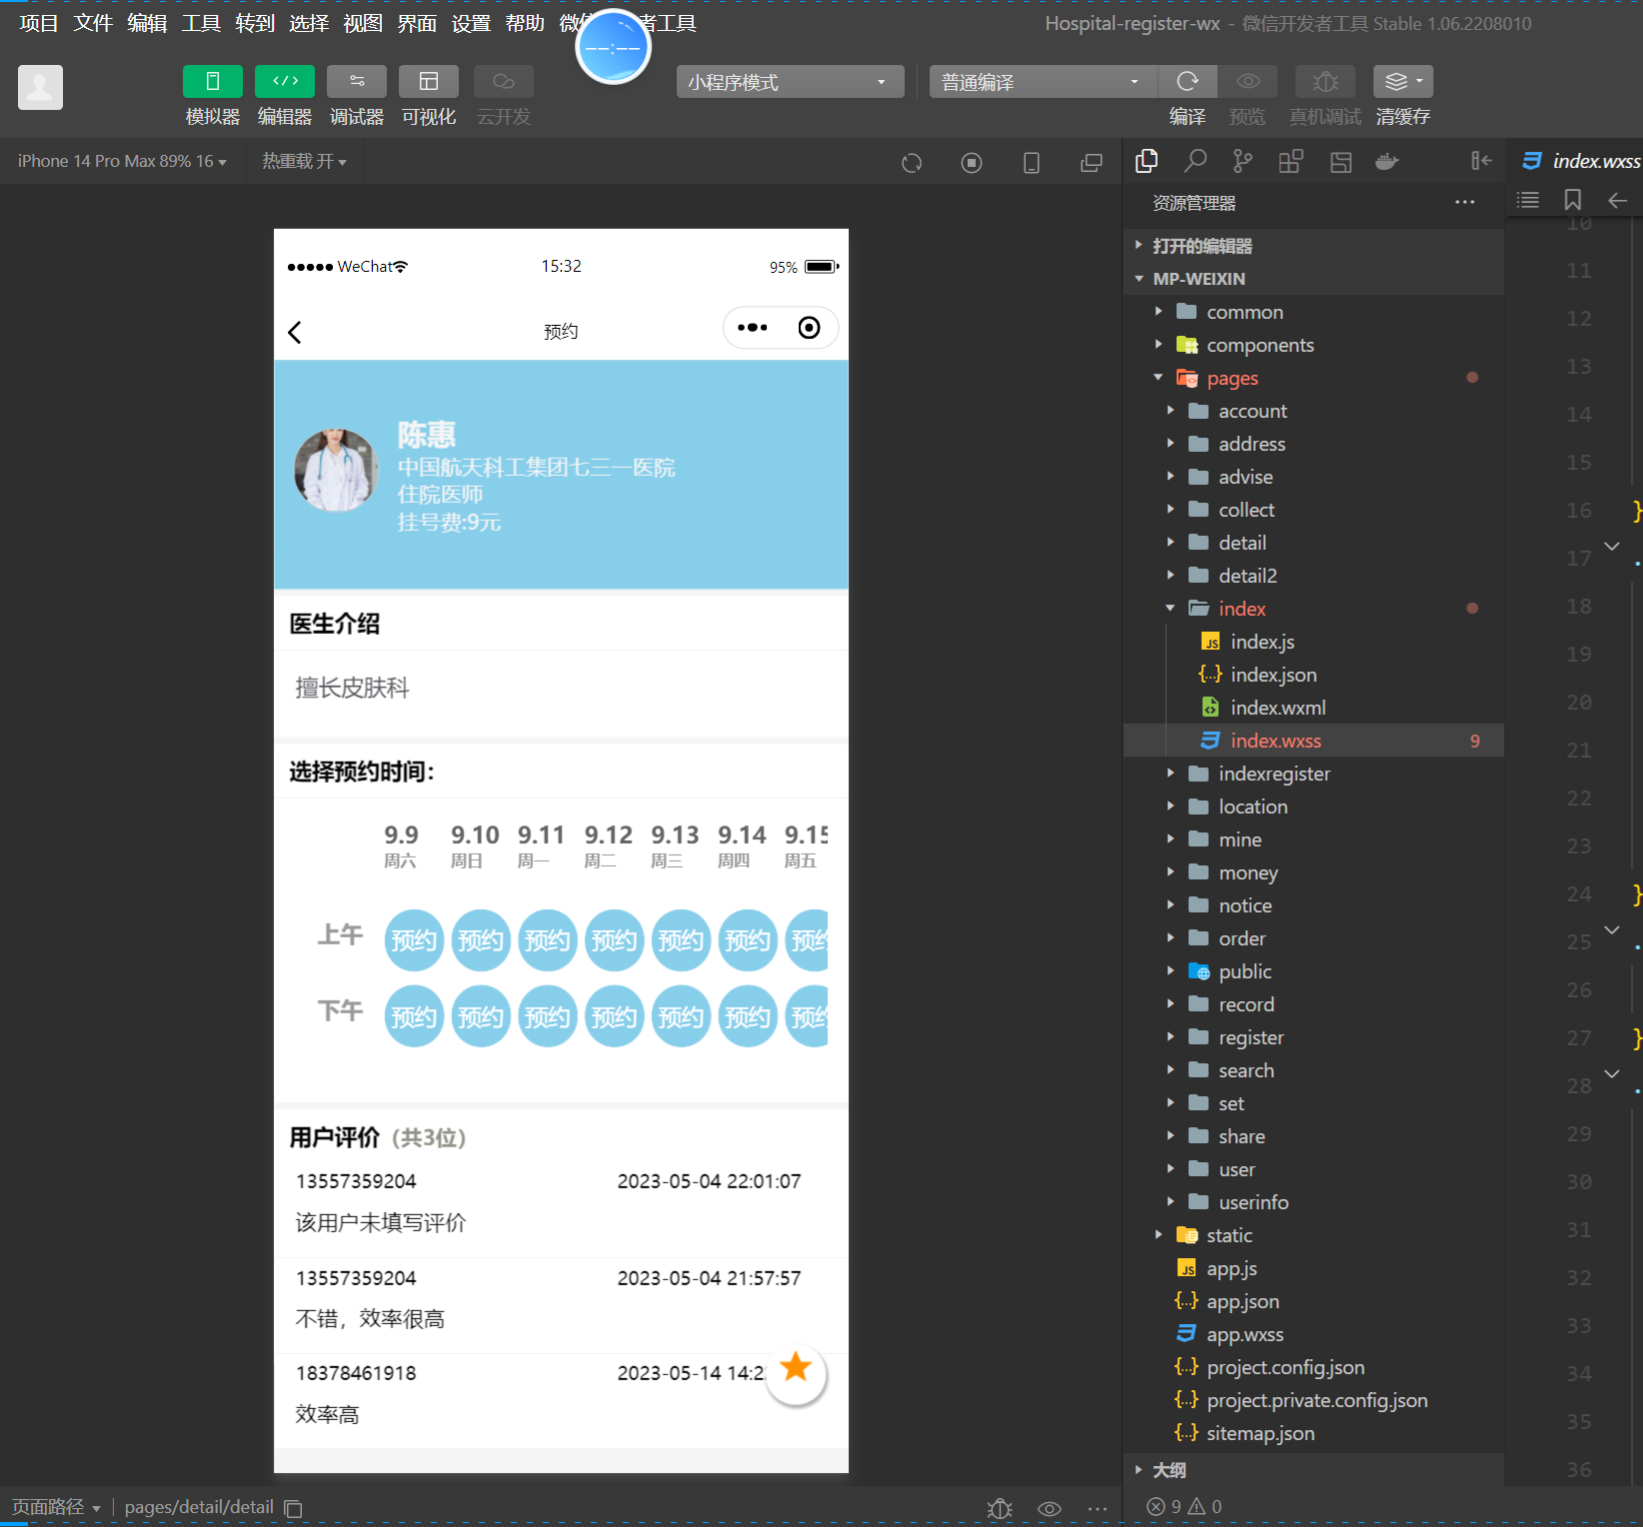 项目 文件 编辑 工具 转到 选择 视图 界面 设置 帮助 微信 者工具
Hospital-register-wx - 微信开发者工具 Stable 1.06.2208010
--:--
小程序模式
普通编译
模拟器 编辑器 调试器 可视化 云开发
编译 预览 真机调试 清缓存
iPhone 14 Pro Max 89% 16
热重载 开
index.wxss
资源管理器
打开的编辑器
MP-WEIXIN
common
components
pages
account
address
advise
collect
detail
detail2
index
index.js
index.json
index.wxml
index.wxss 9
indexregister
location
mine
money
notice
order
public
record
register
search
set
share
user
userinfo
static
app.js
app.json
app.wxss
project.config.json
project.private.config.json
sitemap.json
大纲
9 0
WeChat 15:32 95%
预约
陈惠
中国航天科工集团七三一医院
住院医师
挂号费:9元
医生介绍
擅长皮肤科
选择预约时间:
9.9 9.10 9.11 9.12 9.13 9.14 9.15
周六 周日 周一 周二 周三 周四 周五
上午 预约 预约 预约 预约 预约 预约 预约
下午 预约 预约 预约 预约 预约 预约 预约
用户评价 (共3位)
13557359204 2023-05-04 22:01:07
该用户未填写评价
13557359204 2023-05-04 21:57:57
不错，效率很高
18378461918 2023-05-14 14:2
效率高
页面路径 pages/detail/detail
10
11
12
13
14
15
16 }
17 .
18
19
20
21
22
23
24 }
25 .
26
27 }
28 .
29
30
31
32
33
34
35
36